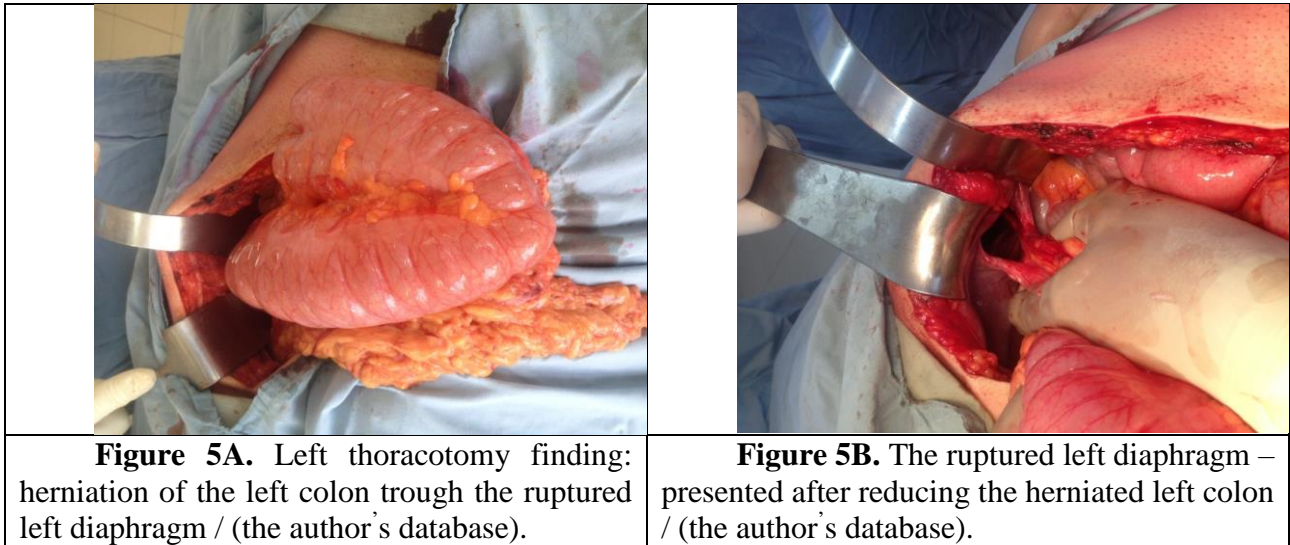 Figure 5A. Left thoracotomy finding:
herniation of the left colon trough the ruptured
left diaphragm / (the author’s database).
Figure 5B. The ruptured left diaphragm –
presented after reducing the herniated left colon
/ (the author’s database).